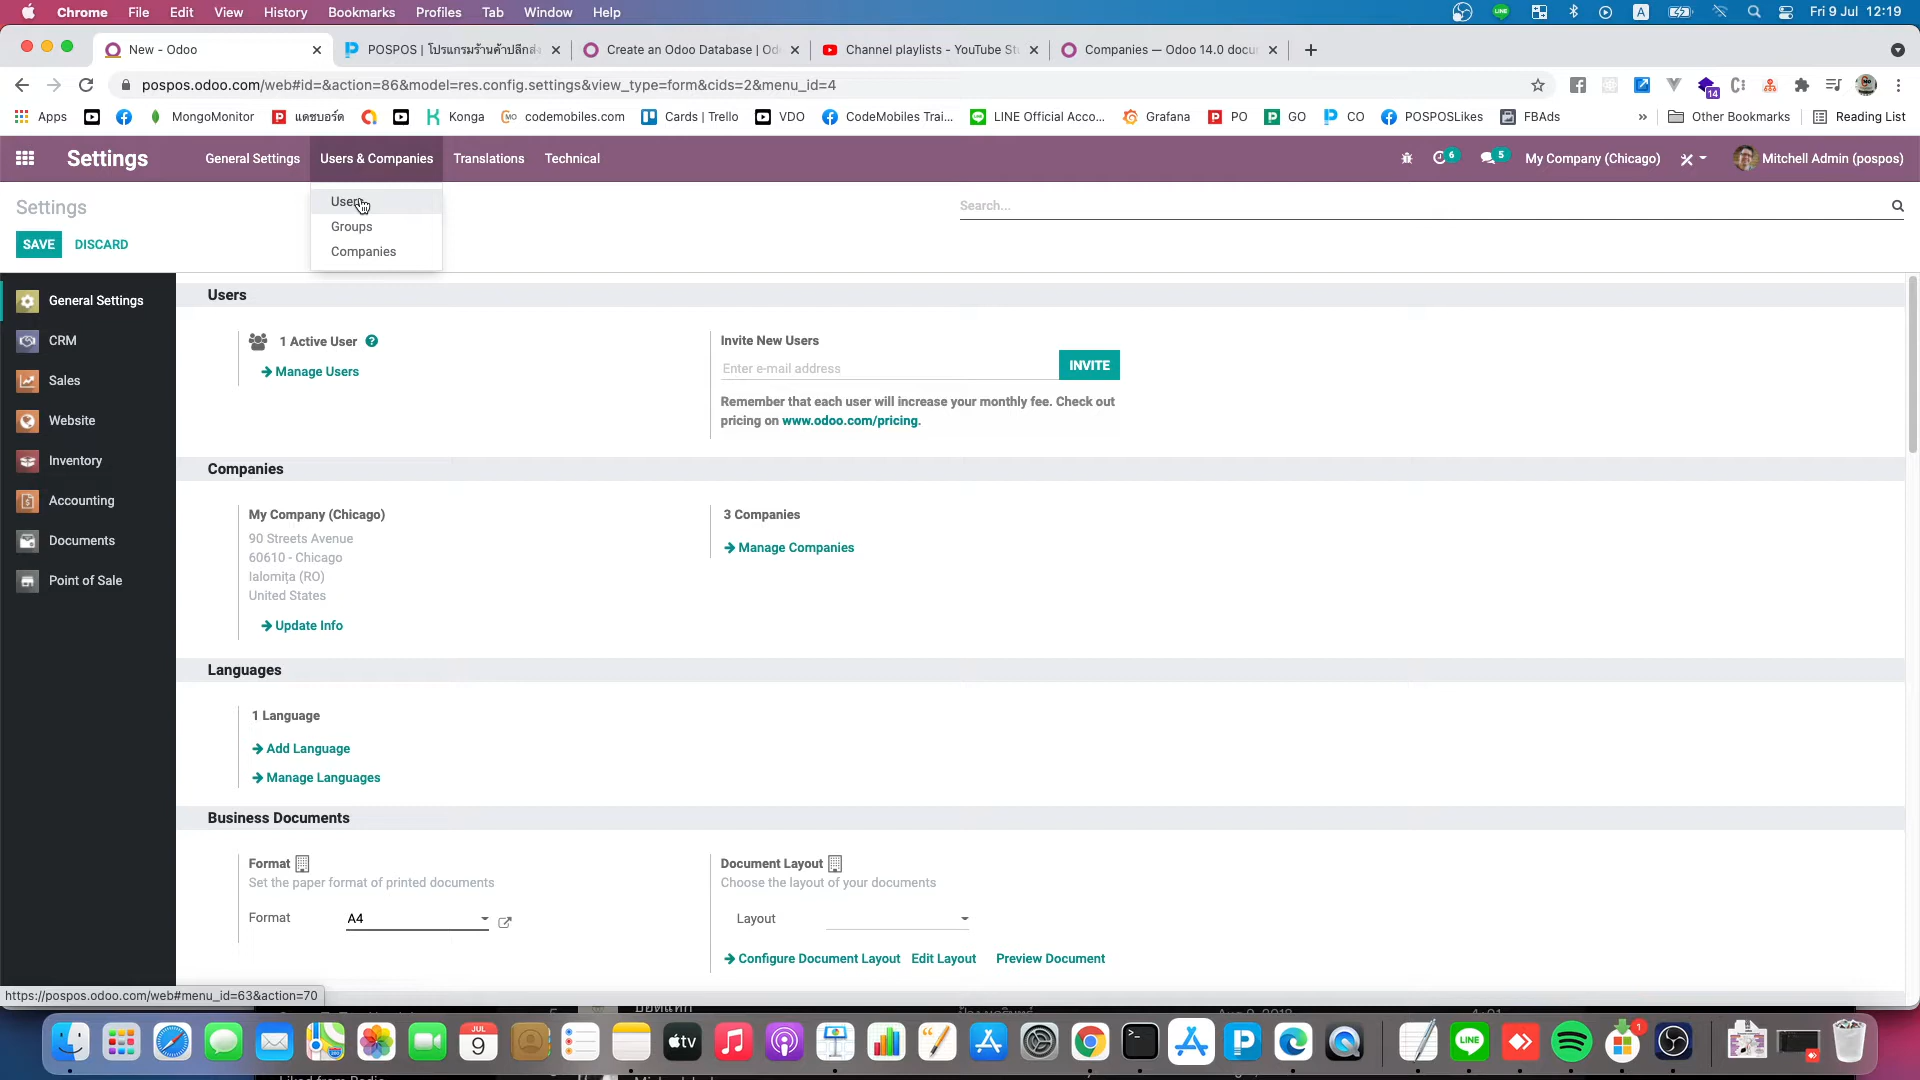 Chrome File Edit View History Bookmarks Profiles Tab Window Help A Fri 9 Jul 12:19
New - Odoo
POSPOS | โปรแกรมร้านค้าปลีกส่ง
Create an Odoo Database | Od
Channel playlists - YouTube St
Companies — Odoo 14.0 docu
pospos.odoo.com/web#id=&action=86&model=res.config.settings&view_type=form&cids=2&menu_id=4
14
Apps MongoMonitor แดชบอร์ด Konga codemobiles.com Cards | Trello VDO CodeMobiles Trai... LINE Official Acco... Grafana PO GO CO POSPOSLikes FBAds » Other Bookmarks Reading List
Settings General Settings Users & Companies Translations Technical 6 5 My Company (Chicago) Mitchell Admin (pospos)
Groups
Companies
Settings
Search...
SAVE DISCARD
General Settings
CRM
Sales
Website
Inventory
Accounting
Documents
Point of Sale
Users
1 Active User ?
Manage Users
Invite New Users
Enter e-mail address
INVITE
Remember that each user will increase your monthly fee. Check out
pricing on www.odoo.com/pricing.
Companies
My Company (Chicago)
90 Streets Avenue
60610 - Chicago
Ialomița (RO)
United States
Update Info
3 Companies
Manage Companies
Languages
1 Language
Add Language
Manage Languages
Business Documents
Format
Set the paper format of printed documents
Format A4
Document Layout
Choose the layout of your documents
Layout
Configure Document Layout Edit Layout Preview Document
https://pospos.odoo.com/web#menu_id=63&action=70
JUL
9
tv
1